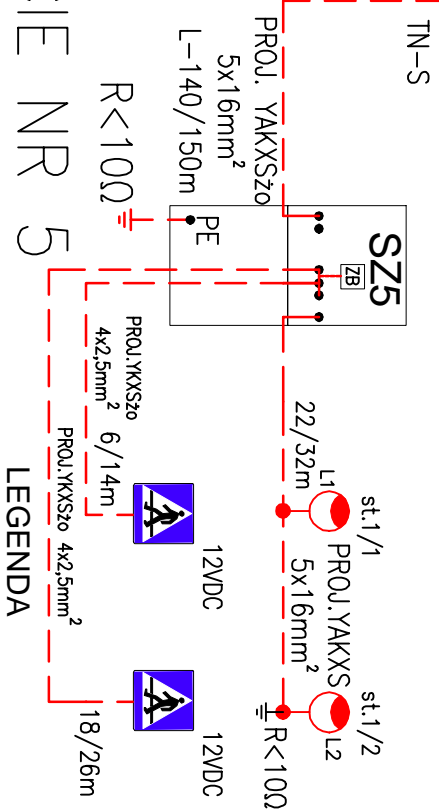 TN-S
PROJ. YAKXSżo
5x16mm²
L-140/150m
R<10Ω
PE
SZ5
ZB
22/32m
L1
st.1/1
PROJ.YAKXS
5x16mm²
st.1/2
L2
R<10Ω
PROJ.YKXSżo
4x2,5mm²
6/14m
12VDC
PROJ.YKXSżo 4x2,5mm²
18/26m
12VDC
IE NR 5
LEGENDA